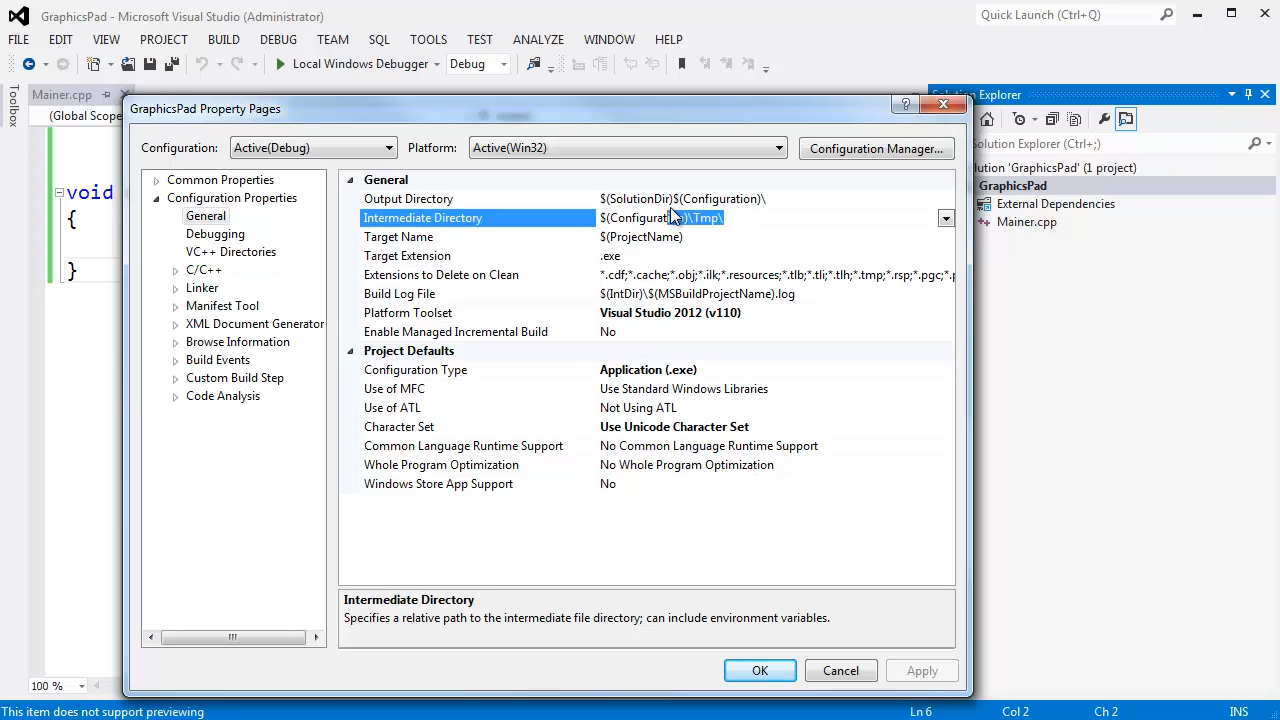 GraphicsPad - Microsoft Visual Studio (Administrator)
Quick Launch (Ctrl+Q)
FILE EDIT VIEW PROJECT BUILD DEBUG TEAM SQL TOOLS TEST ANALYZE WINDOW HELP
Local Windows Debugger Debug
Toolbox
Mainer.cpp
Solution Explorer
(Global Scope
GraphicsPad Property Pages
Configuration: Active(Debug) Platform: Active(Win32) Configuration Manager...
Solution Explorer (Ctrl+;)
'GraphicsPad' (1 project)
GraphicsPad
External Dependencies
Mainer.cpp
void
{
}
Common Properties
Configuration Properties
General
Debugging
VC++ Directories
C/C++
Linker
Manifest Tool
XML Document Generator
Browse Information
Build Events
Custom Build Step
Code Analysis
General
Output Directory $(SolutionDir)$(Configuration)\
Intermediate Directory $(Configuration)\Tmp\
Target Name $(ProjectName)
Target Extension .exe
Extensions to Delete on Clean *.cdf;*.cache;*.obj;*.ilk;*.resources;*.tlb;*.tli;*.tlh;*.tmp;*.rsp;*.pgc;*.p
Build Log File $(IntDir)\$(MSBuildProjectName).log
Platform Toolset Visual Studio 2012 (v110)
Enable Managed Incremental Build No
Project Defaults
Configuration Type Application (.exe)
Use of MFC Use Standard Windows Libraries
Use of ATL Not Using ATL
Character Set Use Unicode Character Set
Common Language Runtime Support No Common Language Runtime Support
Whole Program Optimization No Whole Program Optimization
Windows Store App Support No
Intermediate Directory
Specifies a relative path to the intermediate file directory; can include environment variables.
OK Cancel Apply
100 %
This item does not support previewing Ln 6 Col 2 Ch 2 INS